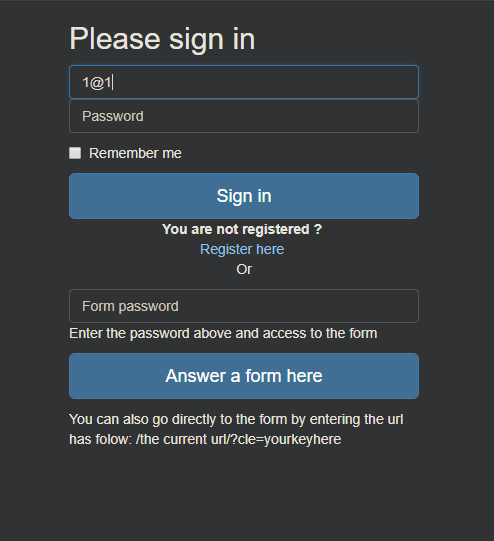 Please sign in
1@1
Password
Remember me
Sign in
You are not registered ?
Register here
Or
Form password
Enter the password above and access to the form
Answer a form here
You can also go directly to the form by entering the url
has folow: /the current url/?cle=yourkeyhere